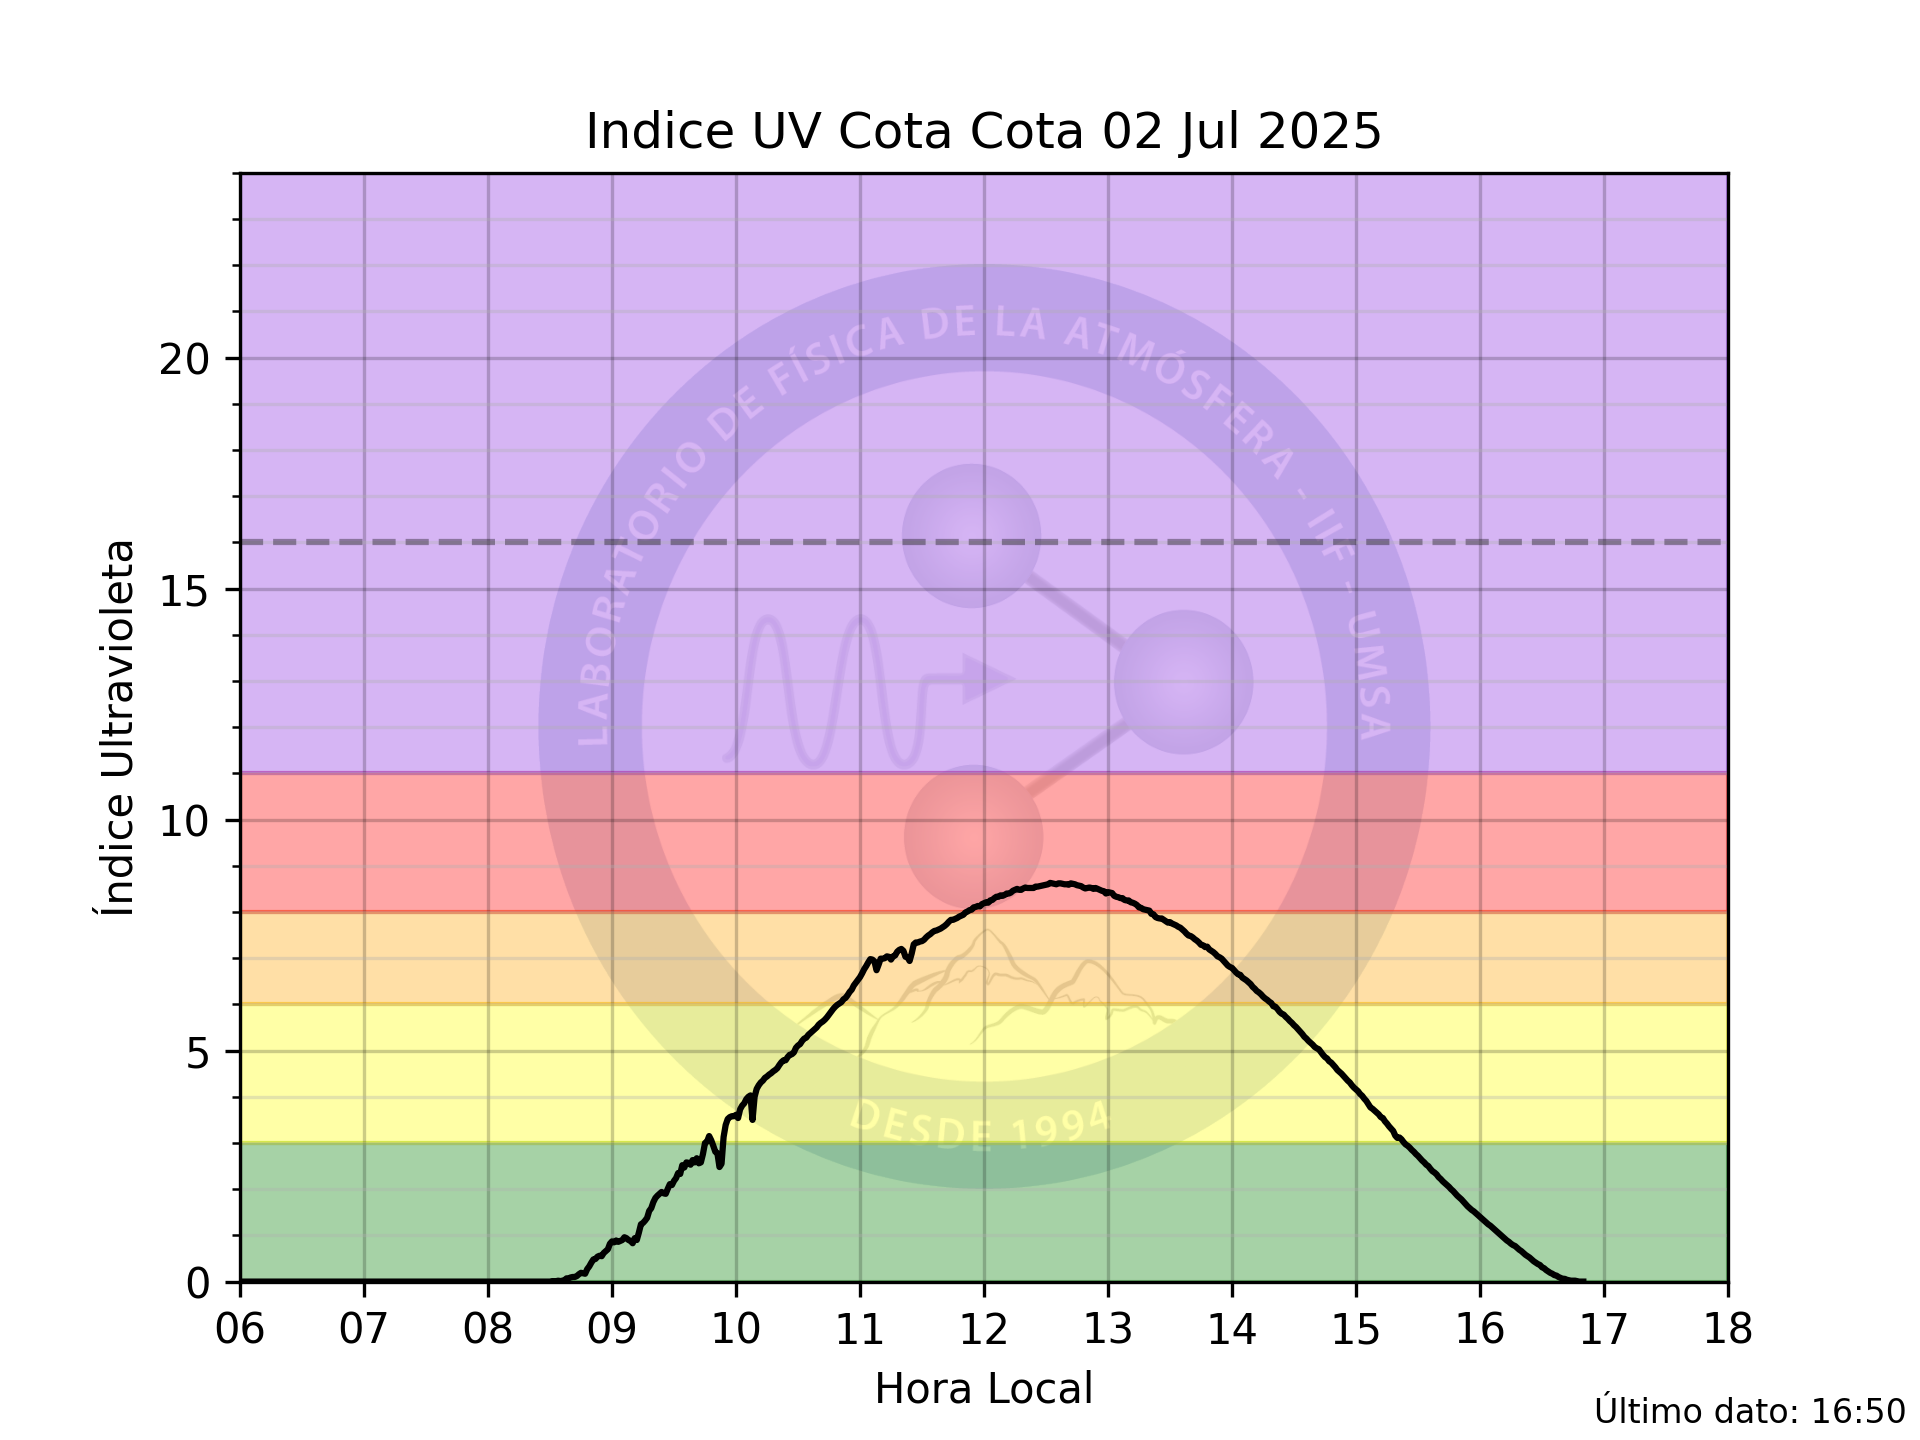 Indice UV Cota Cota 02 Jul 2025
LABORATORIO DE FÍSICA DE LA ATMÓSFERA - IIF - UMSA
DESDE 1994
Índice Ultravioleta
20
15
10
5
0
06 07 08 09 10 11 12 13 14 15 16 17 18
Hora Local
Último dato: 16:50